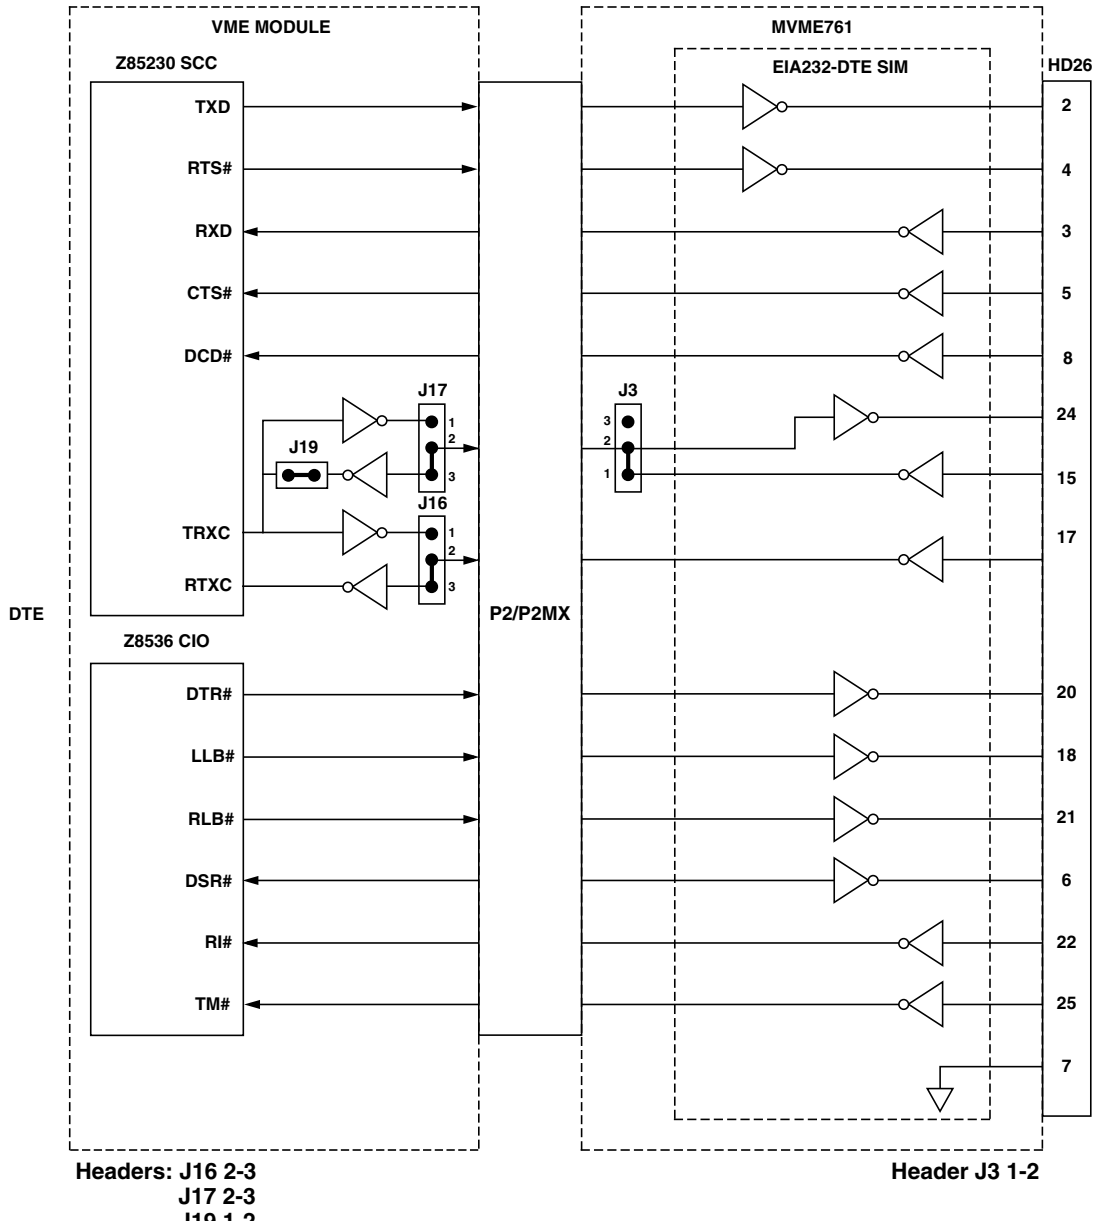 VME MODULE
MVME761
Z85230 SCC
EIA232-DTE SIM
HD26
TXD
2
RTS#
4
RXD
3
CTS#
5
DCD#
8
J17
J3
1
3
24
J19
2
2
3
1
15
J16
TRXC
1
17
2
RTXC
3
DTE
P2/P2MX
Z8536 CIO
DTR#
20
LLB#
18
RLB#
21
DSR#
6
RI#
22
TM#
25
7
Headers: J16 2-3
Header J3 1-2
J17 2-3
J19 1-2